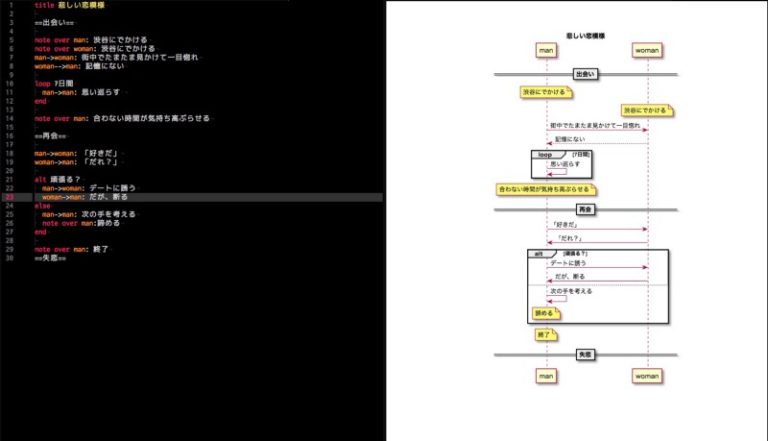 1 title 悲しい恋模様
2
3 ==出会い==
4
5 note over man: 渋谷にでかける
6 note over woman: 渋谷にでかける
7 man->woman: 街中でたまたま見かけて一目惚れ
8 woman-->man: 記憶にない
9
10 loop 7日間
11 man->man: 思い巡らす
12 end
13
14 note over man: 合わない時間が気持ち高ぶらせる
15
16 ==再会==
17
18 man->woman: 「好きだ」
19 woman->man: 「だれ？」
20
21 alt 頑張る？
22 man->woman: デートに誘う
23 woman->man: だが、断る
24 else
25 man->man: 次の手を考える
26 note over man:諦める
27 end
28
29 note over man: 終了
30 ==失恋==
悲しい恋模様
man woman
出会い
渋谷にでかける
渋谷にでかける
街中でたまたま見かけて一目惚れ
記憶にない
loop [7日間]
思い巡らす
合わない時間が気持ち高ぶらせる
再会
「好きだ」
「だれ？」
alt [頑張る？]
デートに誘う
だが、断る
次の手を考える
諦める
終了
失恋
man woman